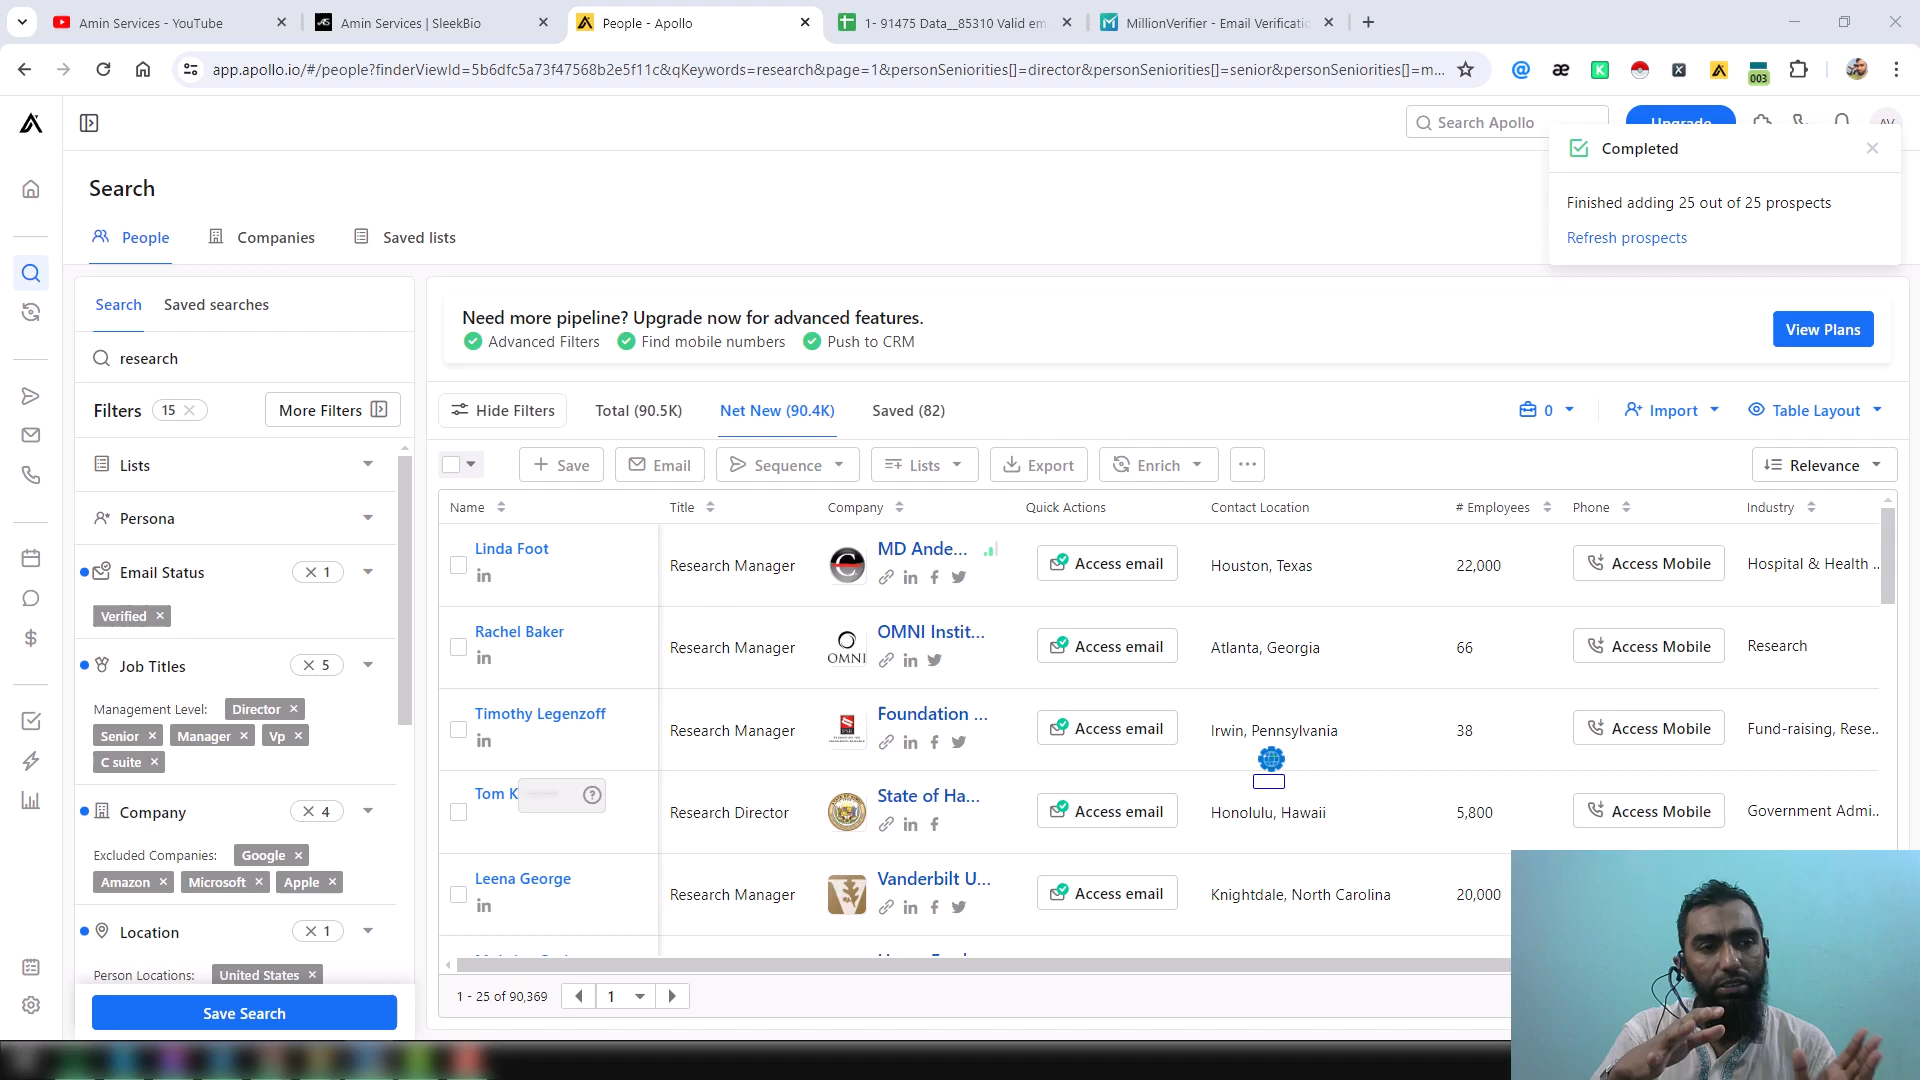 Amin Services - YouTube
Amin Services | SleekBio
People - Apollo
1- 91475 Data__85310 Valid em
MillionVerifier - Email Verificatio
app.apollo.io/#/people?finderViewId=5b6dfc5a73f47568b2e5f11c&qKeywords=research&page=1&personSeniorities[]=director&personSeniorities[]=senior&personSeniorities[]=m...
003
Search Apollo
Upgrade
Completed
Finished adding 25 out of 25 prospects
Refresh prospects
Search
People
Companies
Saved lists
Search
Saved searches
research
Filters
15
More Filters
Lists
Persona
Email Status
1
Verified
Job Titles
5
Management Level:
Director
Senior
Manager
Vp
C suite
Company
4
Excluded Companies:
Google
Amazon
Microsoft
Apple
Location
1
Person Locations:
United States
Save Search
Need more pipeline? Upgrade now for advanced features.
Advanced Filters
Find mobile numbers
Push to CRM
View Plans
Hide Filters
Total (90.5K)
Net New (90.4K)
Saved (82)
0
Import
Table Layout
Save
Email
Sequence
Lists
Export
Enrich
Relevance
Name
Title
Company
Quick Actions
Contact Location
# Employees
Phone
Industry
Linda Foot
Research Manager
MD Ande...
Access email
Houston, Texas
22,000
Access Mobile
Hospital & Health ..
Rachel Baker
Research Manager
OMNI
OMNI Instit...
Access email
Atlanta, Georgia
66
Access Mobile
Research
Timothy Legenzoff
Research Manager
Foundation ...
Access email
Irwin, Pennsylvania
38
Access Mobile
Fund-raising, Rese..
Tom K
Research Director
State of Ha...
Access email
Honolulu, Hawaii
5,800
Access Mobile
Government Admi..
Leena George
Research Manager
Vanderbilt U...
Access email
Knightdale, North Carolina
20,000
1 - 25 of 90,369
1